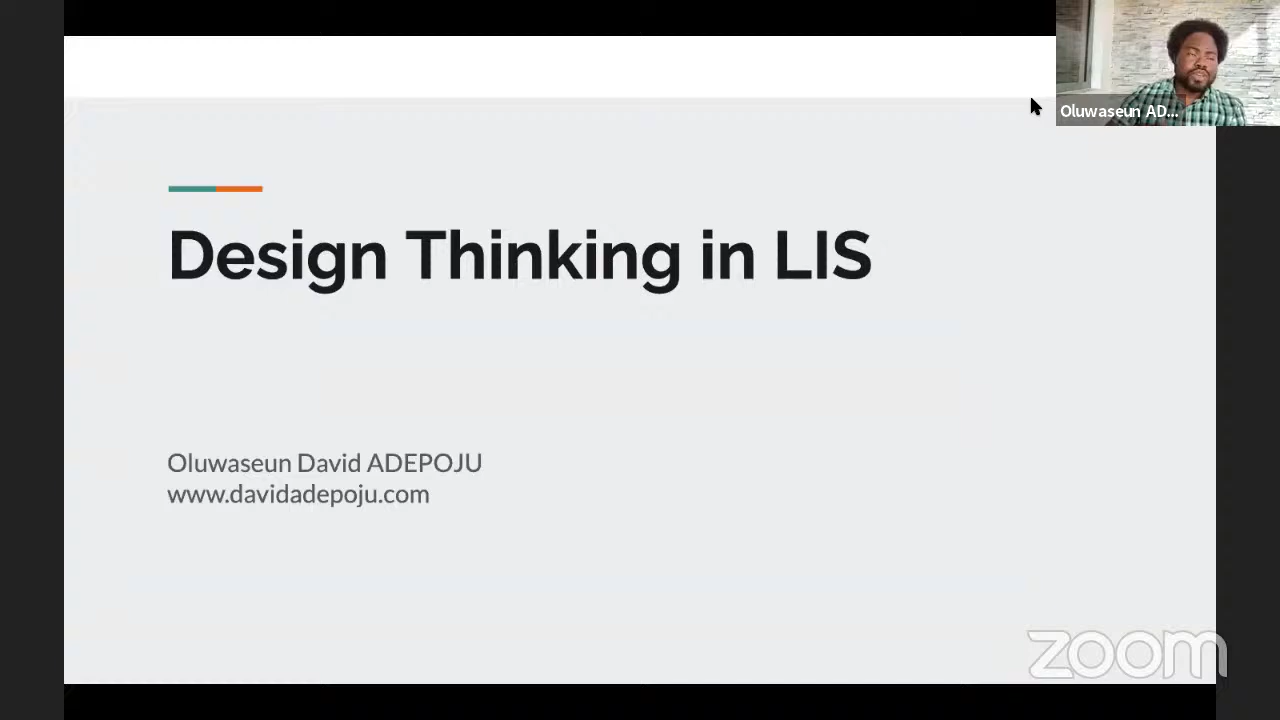 Oluwaseun AD...
Design Thinking in LIS
Oluwaseun David ADEPOJU
www.davidadepoju.com
zoom